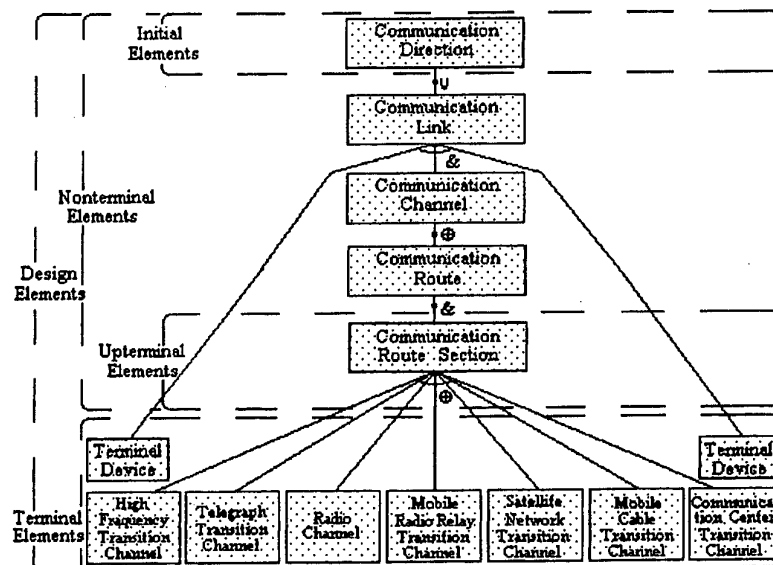 Initial
Elements
Communication
Direction
∪
Communication
Link
&
Communication
Channel
⊕
Communication
Route
&
Communication
Route Section
⊕
Nonterminal
Elements
Design
Elements
Upterminal
Elements
Terminal
Elements
Terminal
Device
Terminal
Device
High
Frequency
Transition
Channel
Telegraph
Transition
Channel
Radio
Channel
Mobile
Radio Relay
Transition
Channel
Satellife
Network
Transition
Channel
Mobile
Cable
Transition
Channel
Communica
tion Center
Transition
Channel